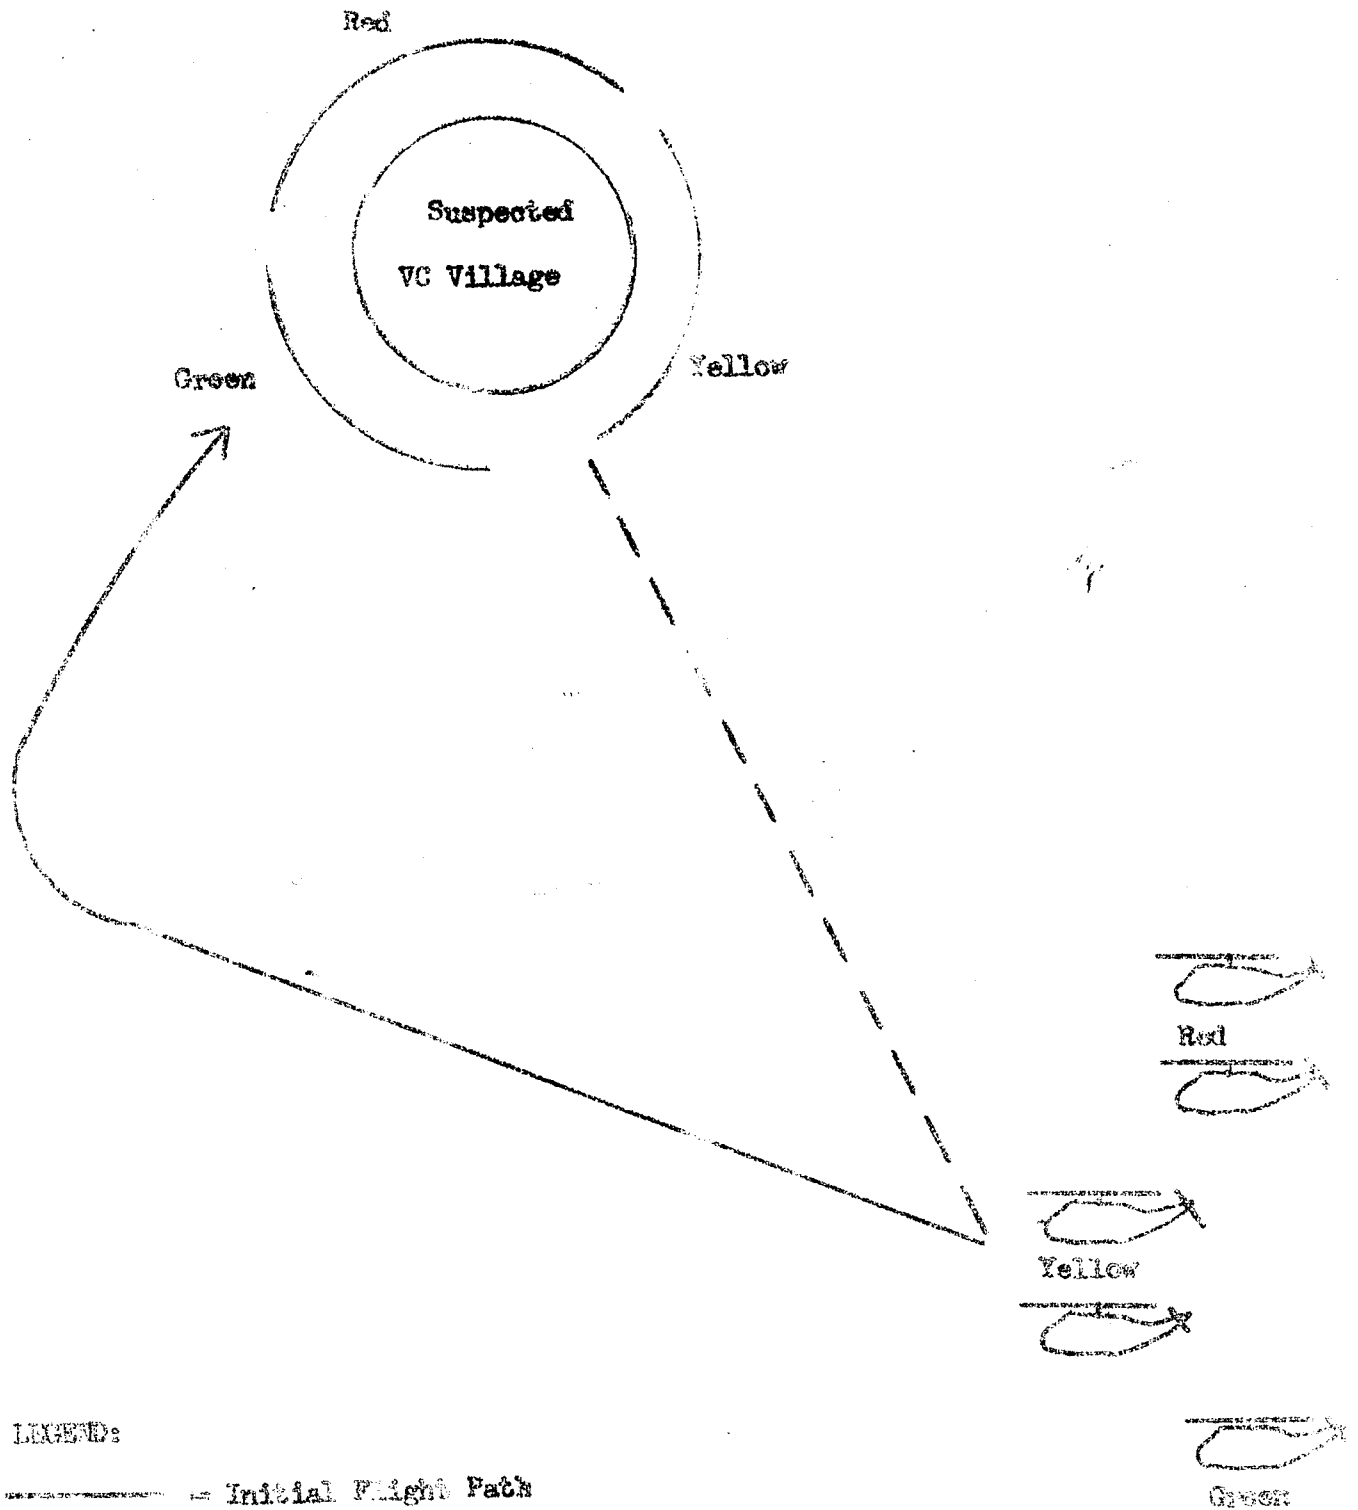 Red
Suspected
VC Village
Green
Yellow
Red
Yellow
LEGEND:
= Initial Flight Path
Green